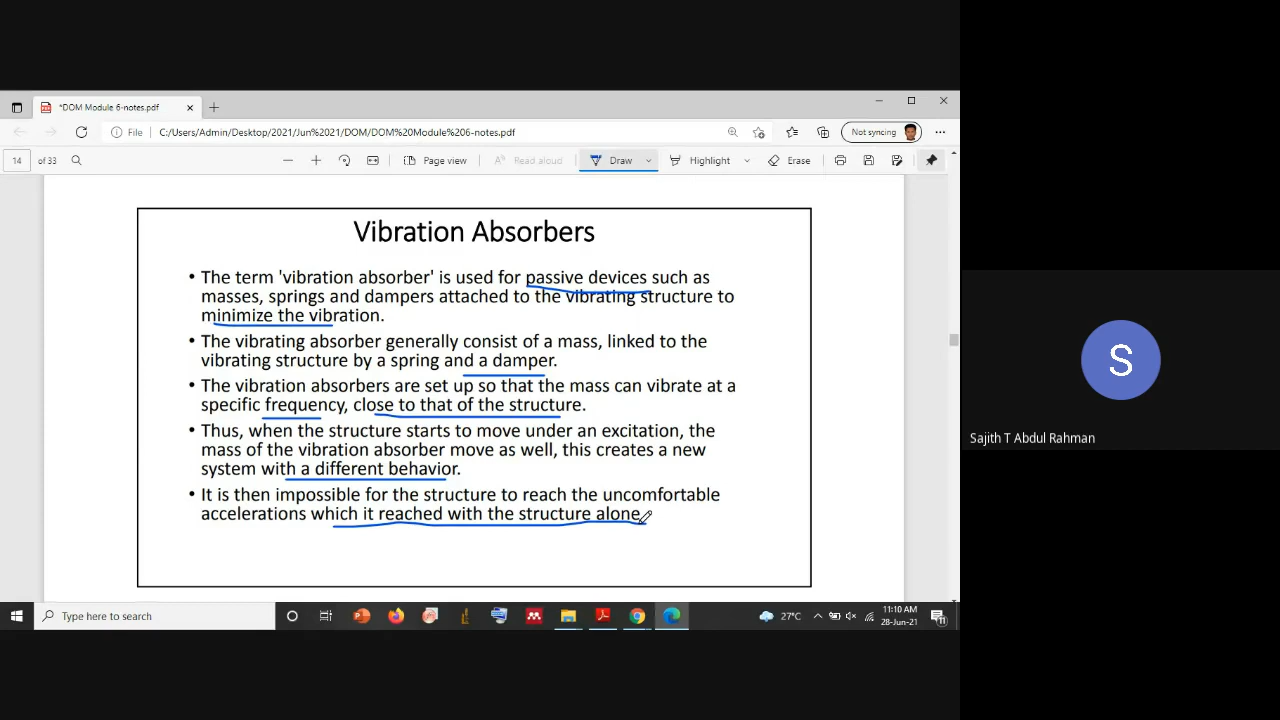 *DOM Module 6-notes.pdf
File C:/Users/Admin/Desktop/2021/Jun%2021/DOM/DOM%20Module%206-notes.pdf Not syncing
14 of 33 Page view Read aloud Draw Highlight Erase
Vibration Absorbers
• The term 'vibration absorber' is used for passive devices such as
masses, springs and dampers attached to the vibrating structure to
minimize the vibration.
• The vibrating absorber generally consist of a mass, linked to the
vibrating structure by a spring and a damper.
• The vibration absorbers are set up so that the mass can vibrate at a
specific frequency, close to that of the structure.
• Thus, when the structure starts to move under an excitation, the
mass of the vibration absorber move as well, this creates a new
system with a different behavior.
• It is then impossible for the structure to reach the uncomfortable
accelerations which it reached with the structure alone.
S
Sajith T Abdul Rahman
Type here to search
27°C
11:10 AM
28-Jun-21
11